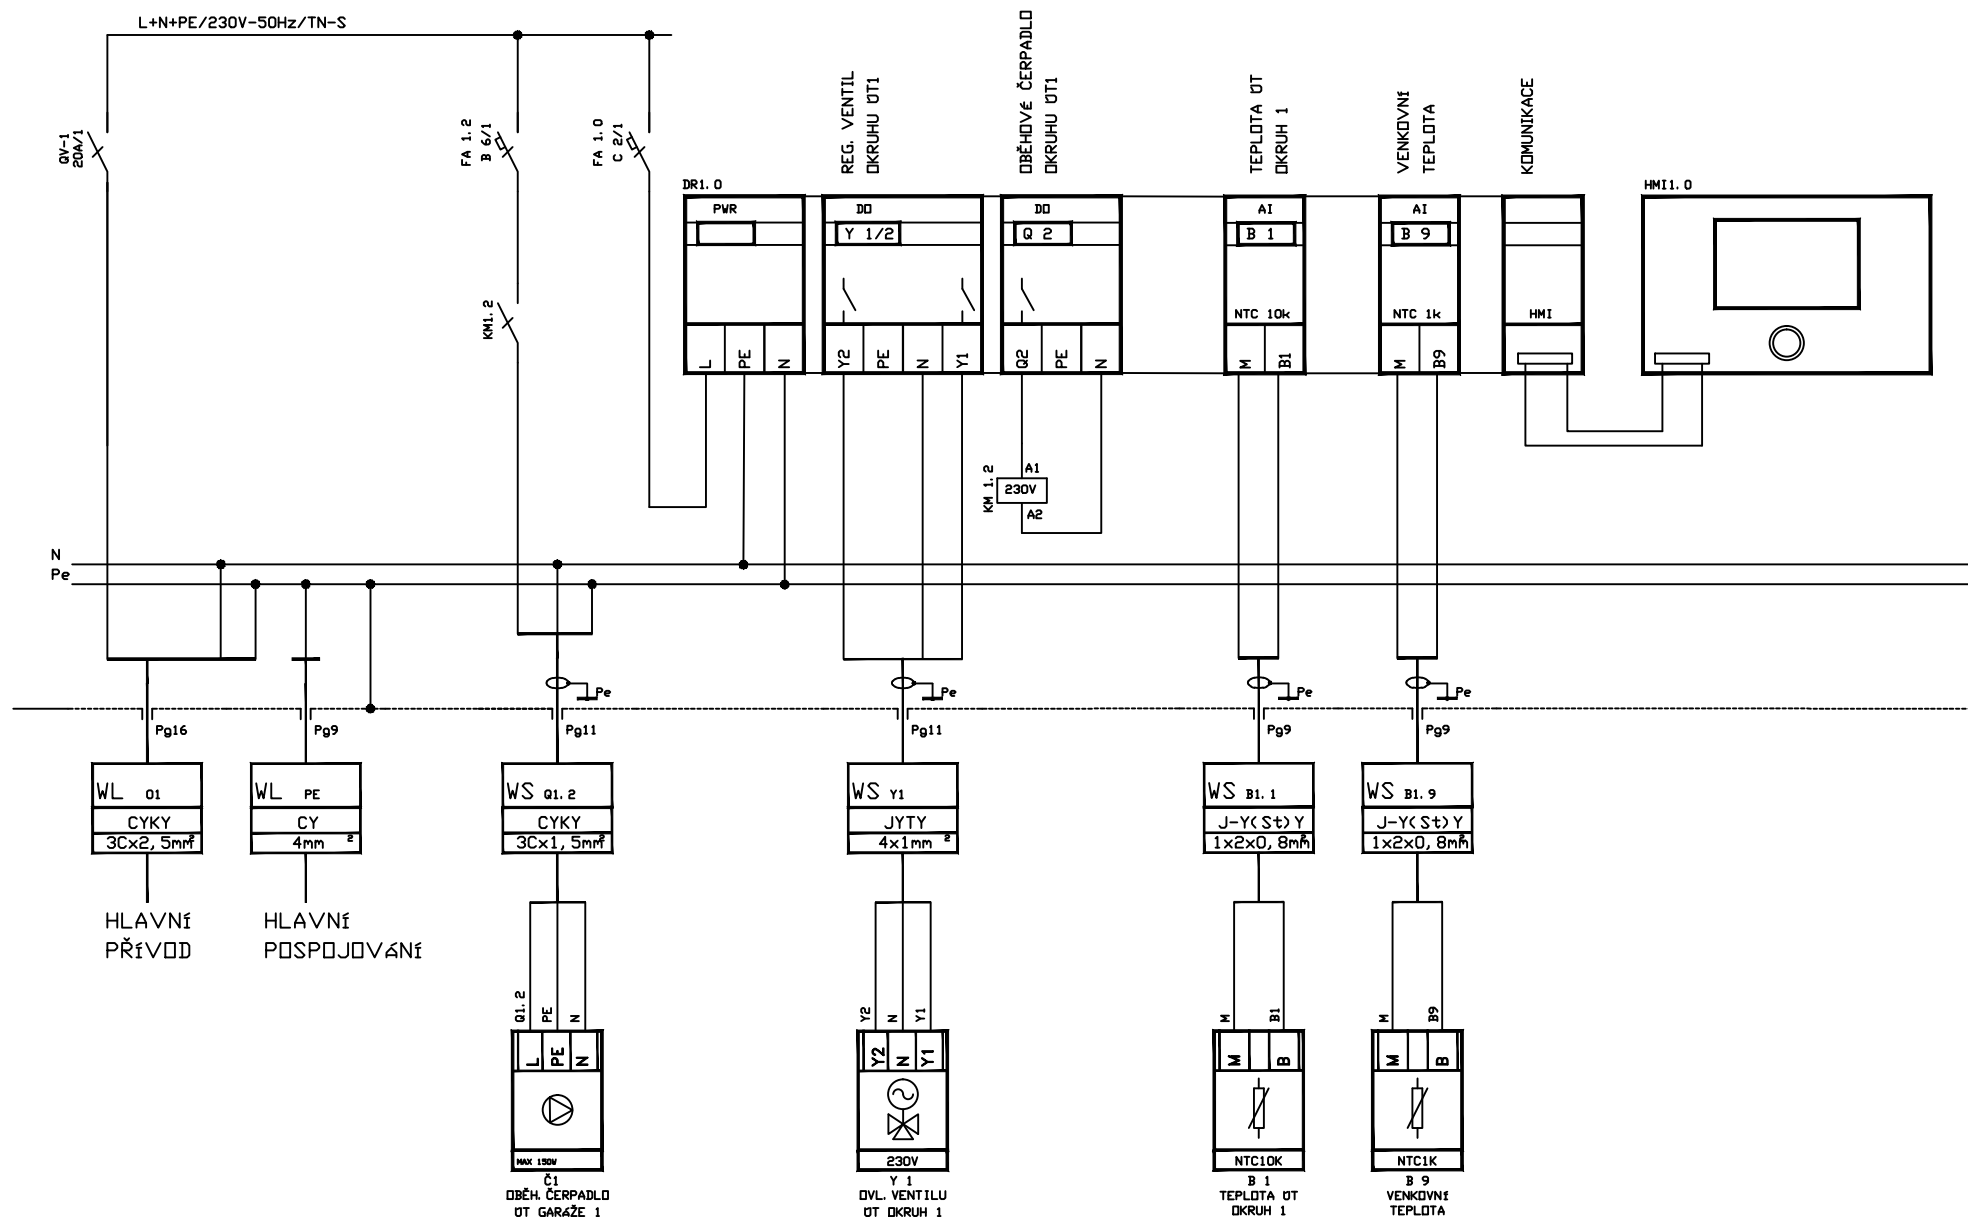 L+N+PE/230V-50Hz/TN-S
QV-1
20A/1
FA 1.2
B 6/1
FA 1.0
C 2/1
KM1.2
REG. VENTIL
OKRUHU ÚT1
OBĚHOVÉ ČERPADLO
OKRUHU ÚT1
TEPLOTA ÚT
OKRUH 1
VENKOVNÍ
TEPLOTA
KOMUNIKACE
DR1.0
HMI1.0
PWR
DO
DO
AI
AI
Y 1/2
Q 2
B 1
B 9
NTC 10k
NTC 1k
HMI
L
PE
N
Y2
PE
N
Y1
Q2
PE
N
M
B1
M
B9
KM 1.2
A1
230V
A2
N
Pe
Pe
Pe
Pe
Pe
Pg16
Pg9
Pg11
Pg11
Pg9
Pg9
WL 01
CYKY
3Cx2,5mm²
WL PE
CY
4mm ²
WS Q1.2
CYKY
3Cx1,5mm²
WS Y1
JYTY
4x1mm ²
WS B1.1
J-Y(St)Y
1x2x0,8mm²
WS B1.9
J-Y(St)Y
1x2x0,8mm²
HLAVNÍ
PŘÍVOD
HLAVNÍ
POSPOJOVÁNÍ
Q1.2
PE
N
Y2
N
Y1
M
B1
M
B9
L
PE
N
Y2
N
Y1
M
B
M
B
MAX 150W
230V
NTC10K
NTC1K
Č1
OBĚH. ČERPADLO
ÚT GARÁŽE 1
Y 1
OVL. VENTILU
ÚT OKRUH 1
B 1
TEPLOTA ÚT
OKRUH 1
B 9
VENKOVNÍ
TEPLOTA